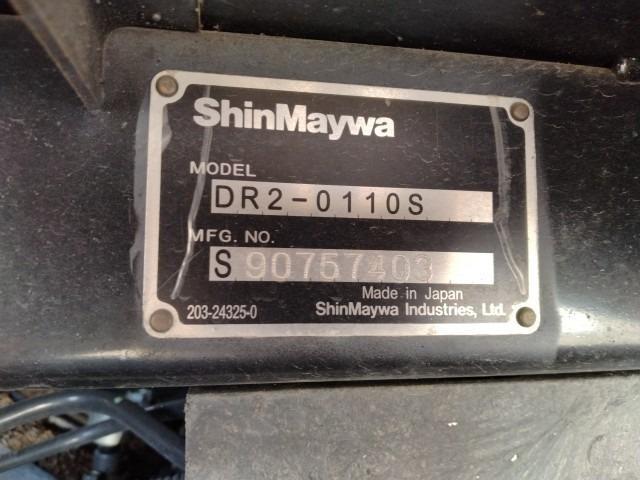 ShinMaywa
MODEL
DR2-0110S
MFG. NO.
S 90757403
Made in Japan
203-24325-0 ShinMaywa Industries, Ltd.